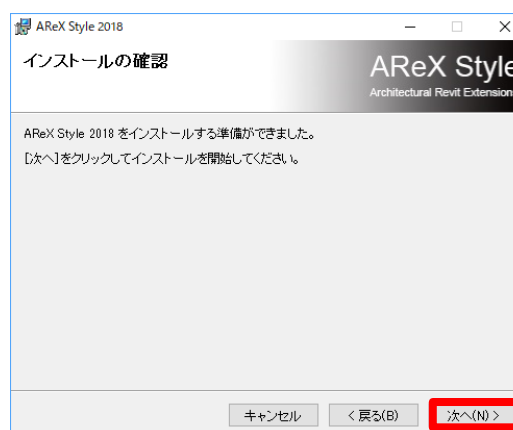 AReX Style 2018
インストールの確認
AReX Style
Architectural Revit Extension
AReX Style 2018 をインストールする準備ができました。
[次へ]をクリックしてインストールを開始してください。
キャンセル
< 戻る(B)
次へ(N) >